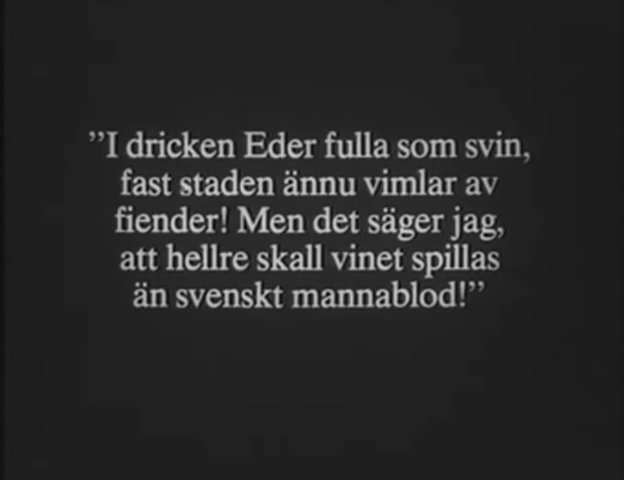 ”I dricken Eder fulla som svin,
fast staden ännu vimlar av
fiender! Men det säger jag,
att hellre skall vinet spillas
än svenskt mannablod!”